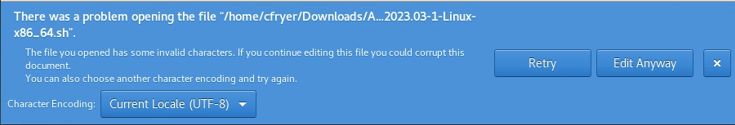 There was a problem opening the file “/home/cfryer/Downloads/A…2023.03-1-Linux-
x86_64.sh”.
The file you opened has some invalid characters. If you continue editing this file you could corrupt this
document.
You can also choose another character encoding and try again.
Retry
Edit Anyway
×
Character Encoding: Current Locale (UTF-8)